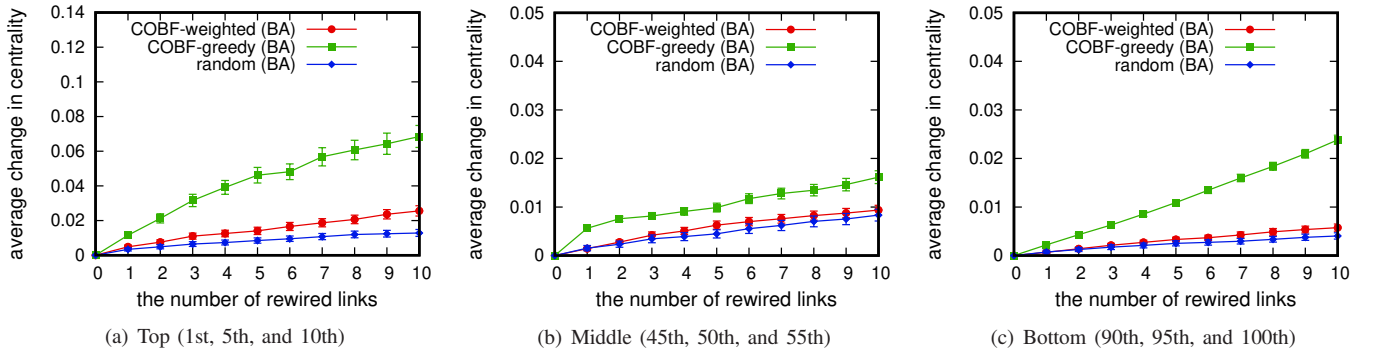 average change in centrality
0.14
0.12
0.1
0.08
0.06
0.04
0.02
0
COBF-weighted (BA)
COBF-greedy (BA)
random (BA)
0 1 2 3 4 5 6 7 8 9 10
the number of rewired links
(a) Top (1st, 5th, and 10th)
average change in centrality
0.05
0.04
0.03
0.02
0.01
0
COBF-weighted (BA)
COBF-greedy (BA)
random (BA)
0 1 2 3 4 5 6 7 8 9 10
the number of rewired links
(b) Middle (45th, 50th, and 55th)
average change in centrality
0.05
0.04
0.03
0.02
0.01
0
COBF-weighted (BA)
COBF-greedy (BA)
random (BA)
0 1 2 3 4 5 6 7 8 9 10
the number of rewired links
(c) Bottom (90th, 95th, and 100th)